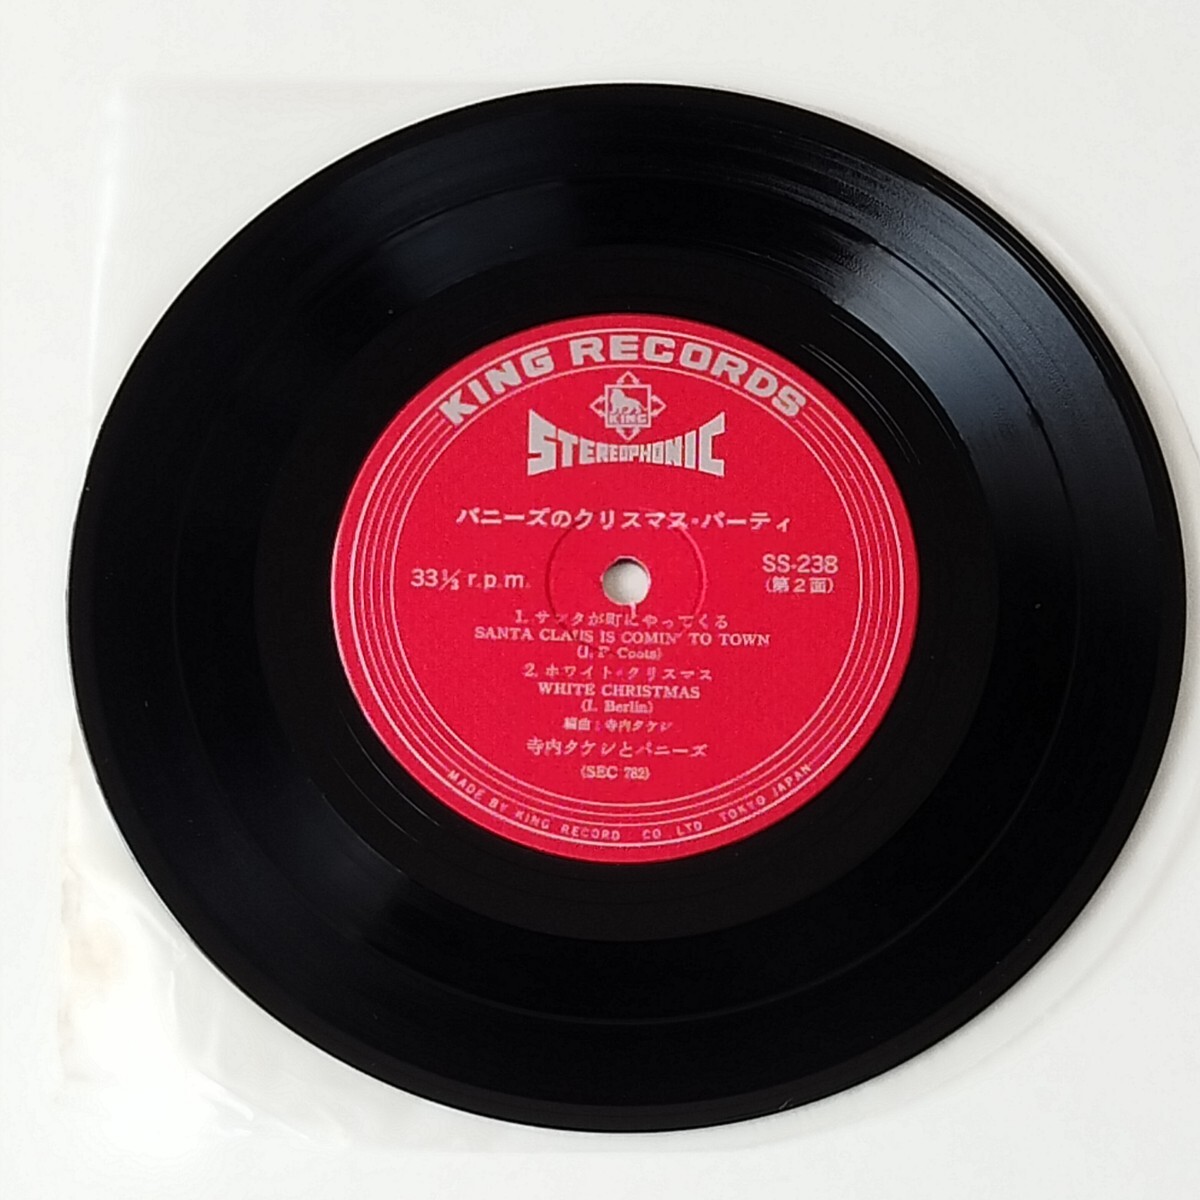 KING RECORDS
KING
STEREOPHONIC
バニーズのクリスマス・パーティ
33⅓ r.p.m.
SS-238
(第2面)
1. サンタが町にやってくる
SANTA CLAUS IS COMIN' TO TOWN
(J. F. Coots)
2. ホワイト・クリスマス
WHITE CHRISTMAS
(I. Berlin)
編曲：寺内タケシ
寺内タケシとバニーズ
(SEC 782)
MADE BY KING RECORD CO. LTD. TOKYO JAPAN